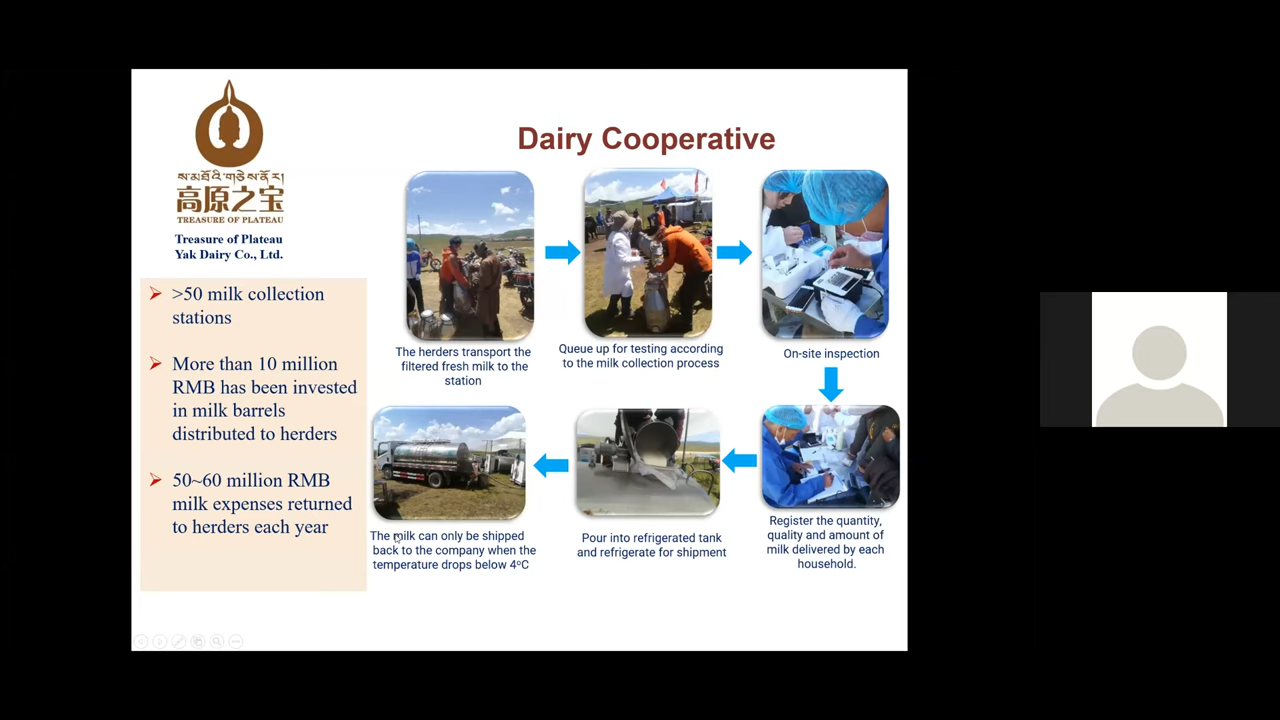 Dairy Cooperative
ས་མཐོའི་གཅེས་ནོར།
高原之宝
TREASURE OF PLATEAU
Treasure of Plateau
Yak Dairy Co., Ltd.
>50 milk collection
stations
More than 10 million
RMB has been invested
in milk barrels
distributed to herders
50~60 million RMB
milk expenses returned
to herders each year
The herders transport the
filtered fresh milk to the
station
Queue up for testing according
to the milk collection process
On-site inspection
Register the quantity,
quality and amount of
milk delivered by each
household.
Pour into refrigerated tank
and refrigerate for shipment
The milk can only be shipped
back to the company when the
temperature drops below 4°C